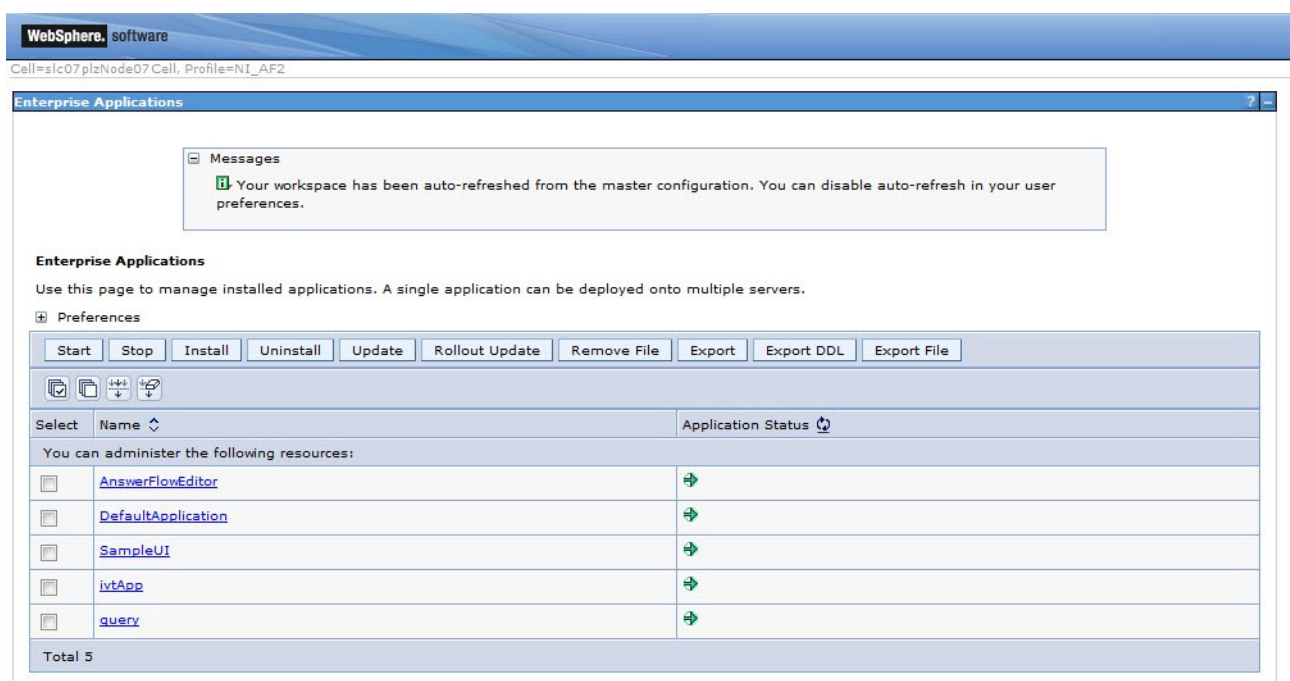 WebSphere. software
Cell=slc07plzNode07Cell, Profile=NI_AF2
Enterprise Applications ? –
Messages
Your workspace has been auto-refreshed from the master configuration. You can disable auto-refresh in your user
preferences.
Enterprise Applications
Use this page to manage installed applications. A single application can be deployed onto multiple servers.
Preferences
Start Stop Install Uninstall Update Rollout Update Remove File Export Export DDL Export File
Select Name Application Status
You can administer the following resources:
AnswerFlowEditor
DefaultApplication
SampleUI
ivtApp
query
Total 5